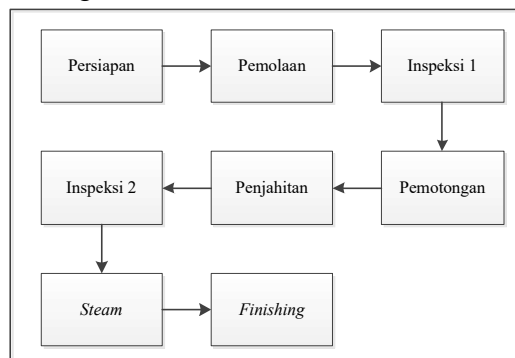 Persiapan
Pemolaan
Inspeksi 1
Pemotongan
Penjahitan
Inspeksi 2
Steam
Finishing